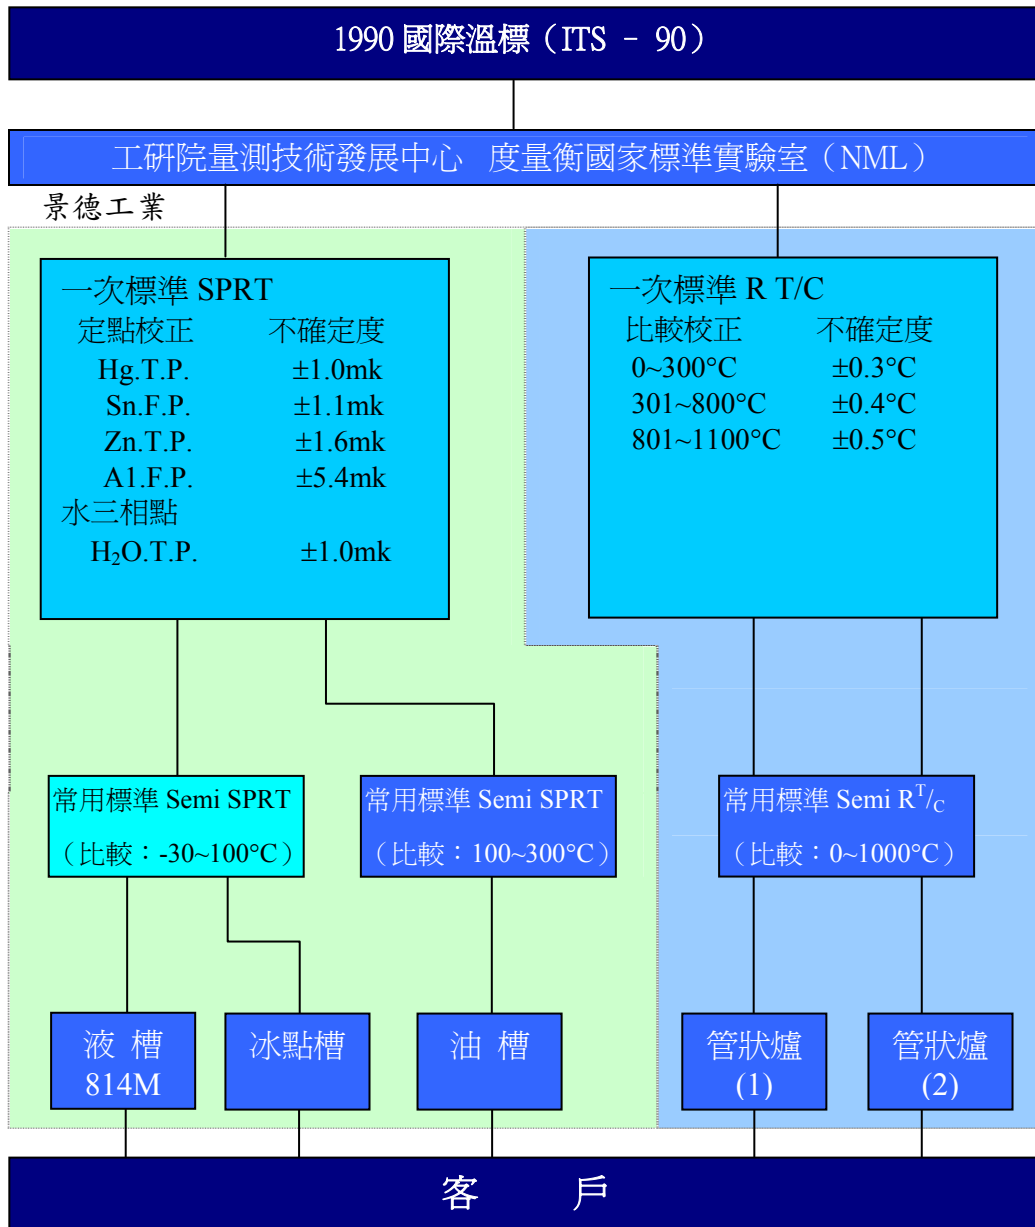 1990 國際溫標（ITS - 90）
工研院量測技術發展中心 度量衡國家標準實驗室（NML）
景德工業
一次標準 SPRT
定點校正 不確定度
Hg.T.P. ±1.0mk
Sn.F.P. ±1.1mk
Zn.T.P. ±1.6mk
A1.F.P. ±5.4mk
水三相點
H₂O.T.P. ±1.0mk
一次標準 R T/C
比較校正 不確定度
0~300°C ±0.3°C
301~800°C ±0.4°C
801~1100°C ±0.5°C
常用標準 Semi SPRT
（比較：-30~100°C）
常用標準 Semi SPRT
（比較：100~300°C）
常用標準 Semi R^T/_C
（比較：0~1000°C）
液 槽
814M
冰點槽
油 槽
管狀爐
(1)
管狀爐
(2)
客 戶